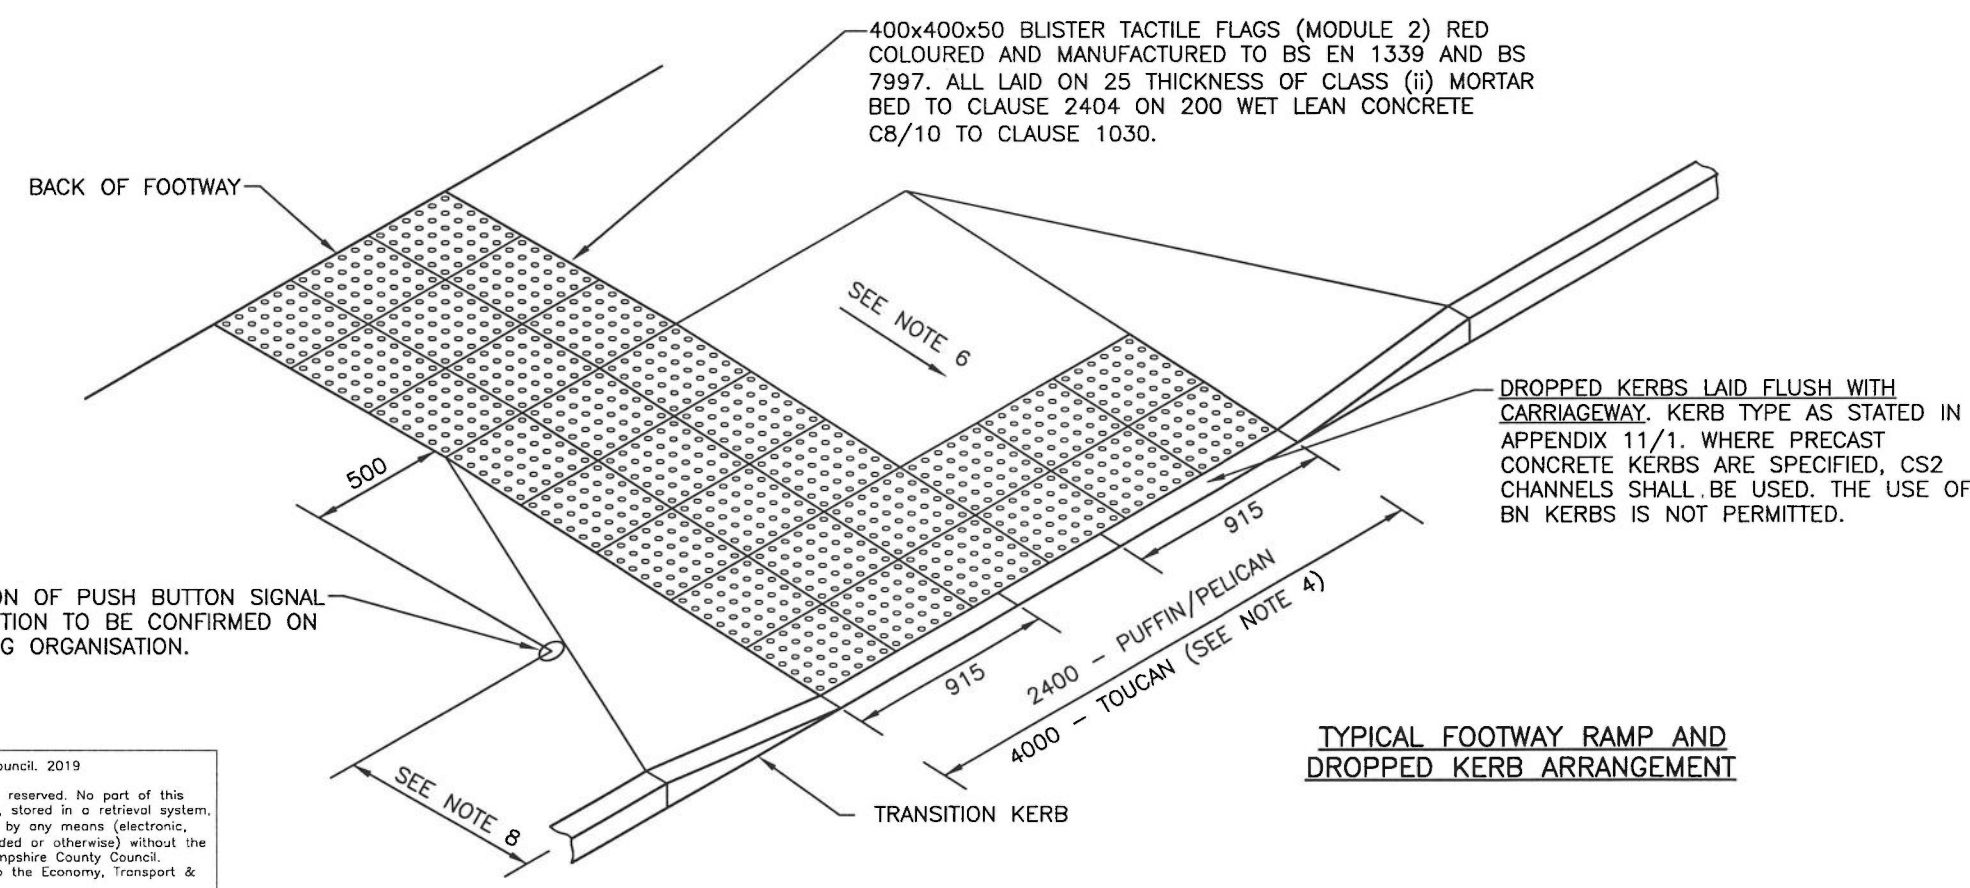 400x400x50 BLISTER TACTILE FLAGS (MODULE 2) RED
COLOURED AND MANUFACTURED TO BS EN 1339 AND BS
7997. ALL LAID ON 25 THICKNESS OF CLASS (ii) MORTAR
BED TO CLAUSE 2404 ON 200 WET LEAN CONCRETE
C8/10 TO CLAUSE 1030.
BACK OF FOOTWAY
SEE NOTE 6
DROPPED KERBS LAID FLUSH WITH
CARRIAGEWAY. KERB TYPE AS STATED IN
APPENDIX 11/1. WHERE PRECAST
CONCRETE KERBS ARE SPECIFIED, CS2
CHANNELS SHALL BE USED. THE USE OF
BN KERBS IS NOT PERMITTED.
500
915
ON OF PUSH BUTTON SIGNAL
TION TO BE CONFIRMED ON
G ORGANISATION.
915
2400 – PUFFIN/PELICAN
4000 – TOUCAN (SEE NOTE 4)
TYPICAL FOOTWAY RAMP AND
DROPPED KERB ARRANGEMENT
SEE NOTE 8
TRANSITION KERB
ouncil. 2019
reserved. No part of this
, stored in a retrieval system,
by any means (electronic,
ded or otherwise) without the
mpshire County Council.
o the Economy, Transport &